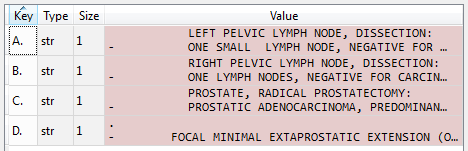 Key Type Size Value
A. str 1 LEFT PELVIC LYMPH NODE, DISSECTION:
- ONE SMALL LYMPH NODE, NEGATIVE FOR ...
B. str 1 RIGHT PELVIC LYMPH NODE, DISSECTION:
- ONE LYMPH NODES, NEGATIVE FOR CARCIN...
C. str 1 PROSTATE, RADICAL PROSTATECTOMY:
- PROSTATIC ADENOCARCINOMA, PREDOMINAN...
D. str 1 .
- FOCAL MINIMAL EXTAPROSTATIC EXTENSION (O...